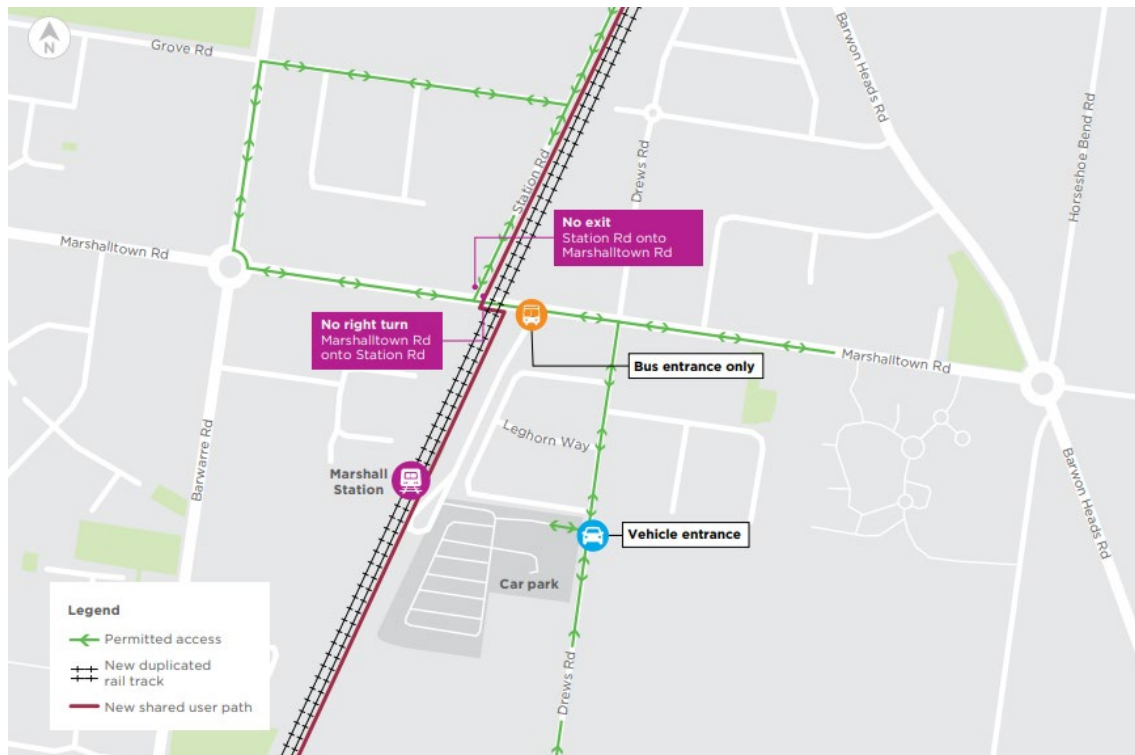 N
Grove Rd
Barwon Heads Rd
Horseshoe Bend Rd
Drews Rd
Station Rd
No exit
Station Rd onto
Marshalltown Rd
Marshalltown Rd
No right turn
Marshalltown Rd
onto Station Rd
Bus entrance only
Marshalltown Rd
Leghorn Way
Barwarre Rd
Marshall
Station
Barwon Heads Rd
Vehicle entrance
Car park
Drews Rd
Legend
Permitted access
New duplicated
rail track
New shared user path